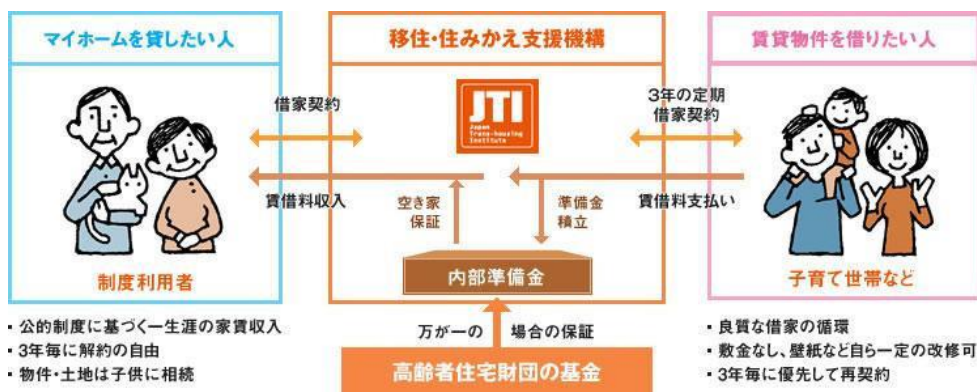 マイホームを貸したい人
移住・住みかえ支援機構
賃貸物件を借りたい人
借家契約
JTI
Japan
Trans-housing
Institute
3年の定期
借家契約
賃借料収入
空き家
保証
準備金
積立
賃借料支払い
内部準備金
制度利用者
子育て世帯など
▪ 公的制度に基づく一生涯の家賃収入
▪ 3年毎に解約の自由
▪ 物件・土地は子供に相続
万が一の 場合の保証
高齢者住宅財団の基金
▪ 良質な借家の循環
▪ 敷金なし、壁紙など自ら一定の改修可
▪ 3年毎に優先して再契約